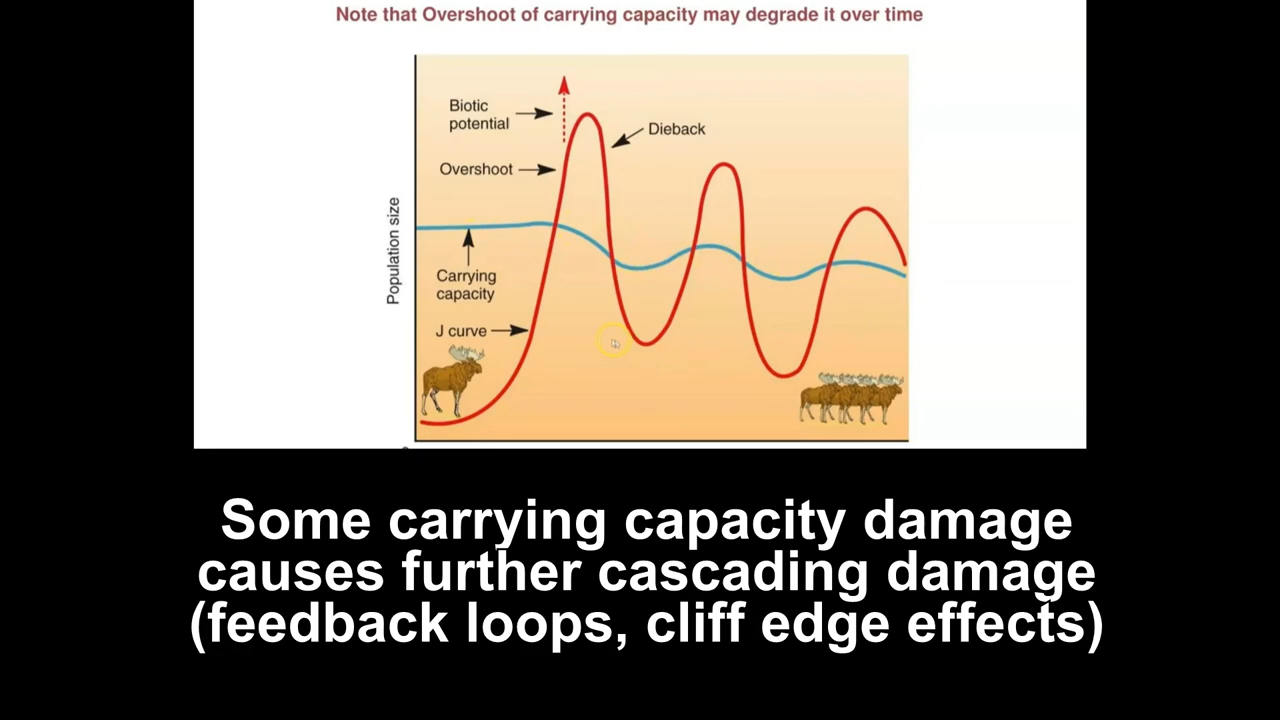 Note that Overshoot of carrying capacity may degrade it over time
Biotic
potential
Dieback
Overshoot
Population size
Carrying
capacity
J curve
Some carrying capacity damage
causes further cascading damage
(feedback loops, cliff edge effects)